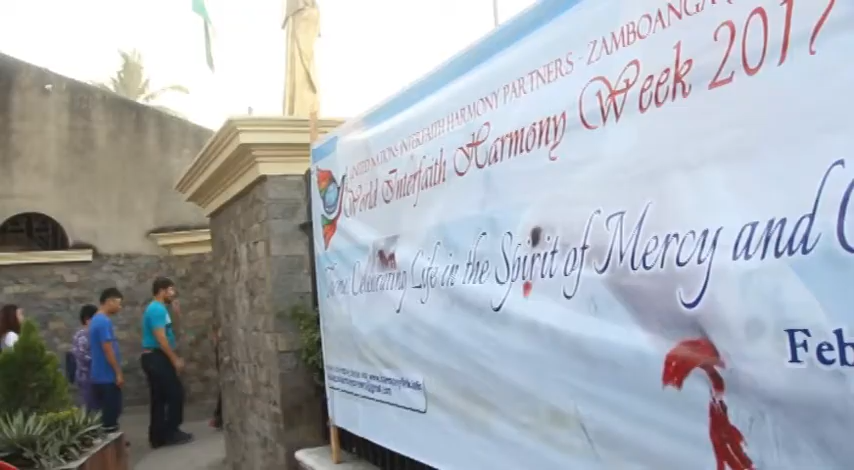 UNITED NATIONS INTERFAITH HARMONY PARTNERS - ZAMBOANGA
World Interfaith Harmony Week 2017
Celebrating Life in the Spirit of Mercy and
Feb